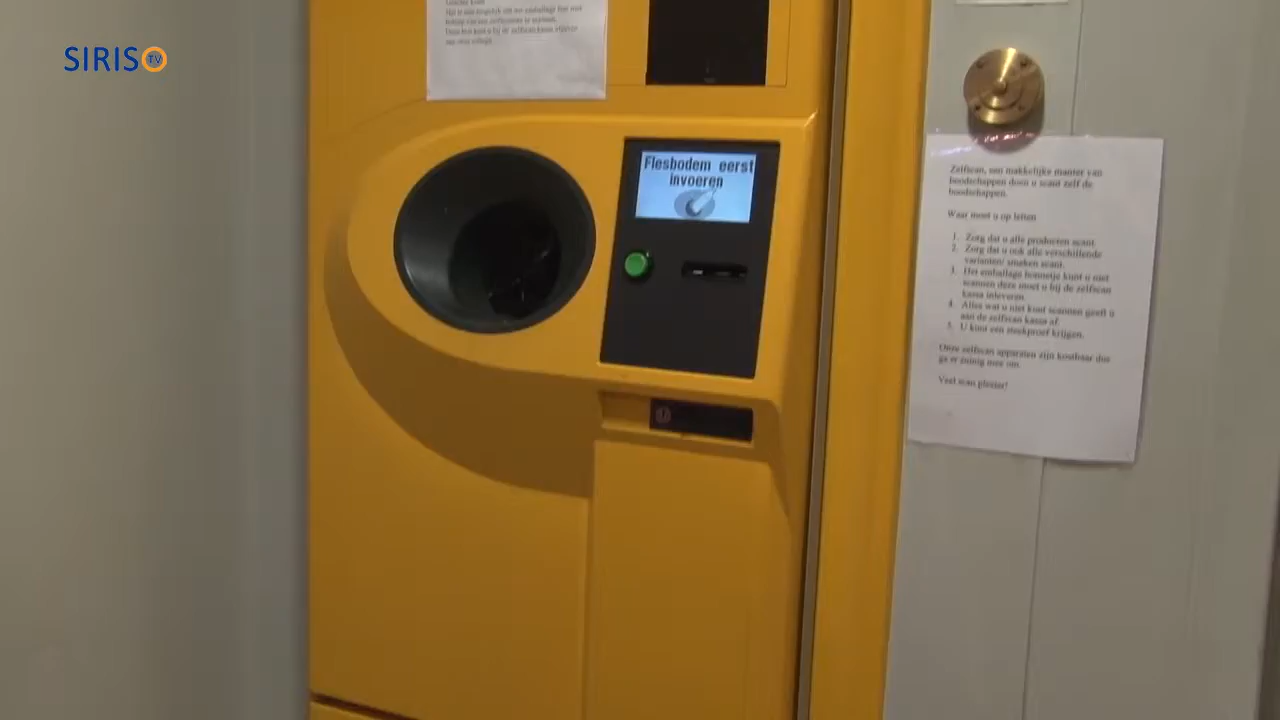 SIRIS TV
Flesbodem eerst
invoeren
Zelfscan, een makkelijke manier van
boodschappen doen u scant zelf de
boodschappen.
Waar moet u op letten
1. Zorg dat u alle producten scant.
2. Zorg dat u ook alle verschillende
varianten/ smaken scant.
3. Het emballage bonnetje kunt u niet
scannen deze moet u bij de zelfscan
kassa inleveren.
4. Alles wat u niet kunt scannen geeft u
aan de zelfscan kassa af.
5. U kunt een steekproef krijgen.
Onze zelfscan apparaten zijn kostbaar dus
ga er zuinig mee om.
Veel scan plezier!